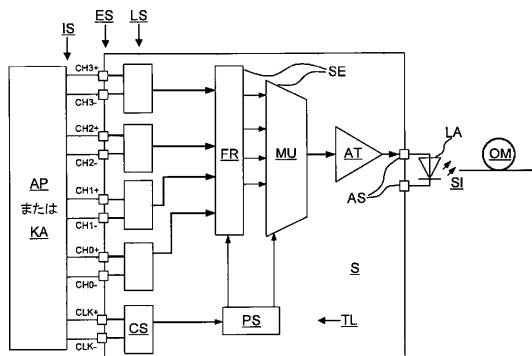 IS
ES
LS
CH3+
CH3-
CH2+
CH2-
CH1+
CH1-
CH0+
CH0-
CLK+
CLK-
AP
または
KA
CS
FR
SE
MU
AT
AS
LA
SI
OM
S
PS
TL